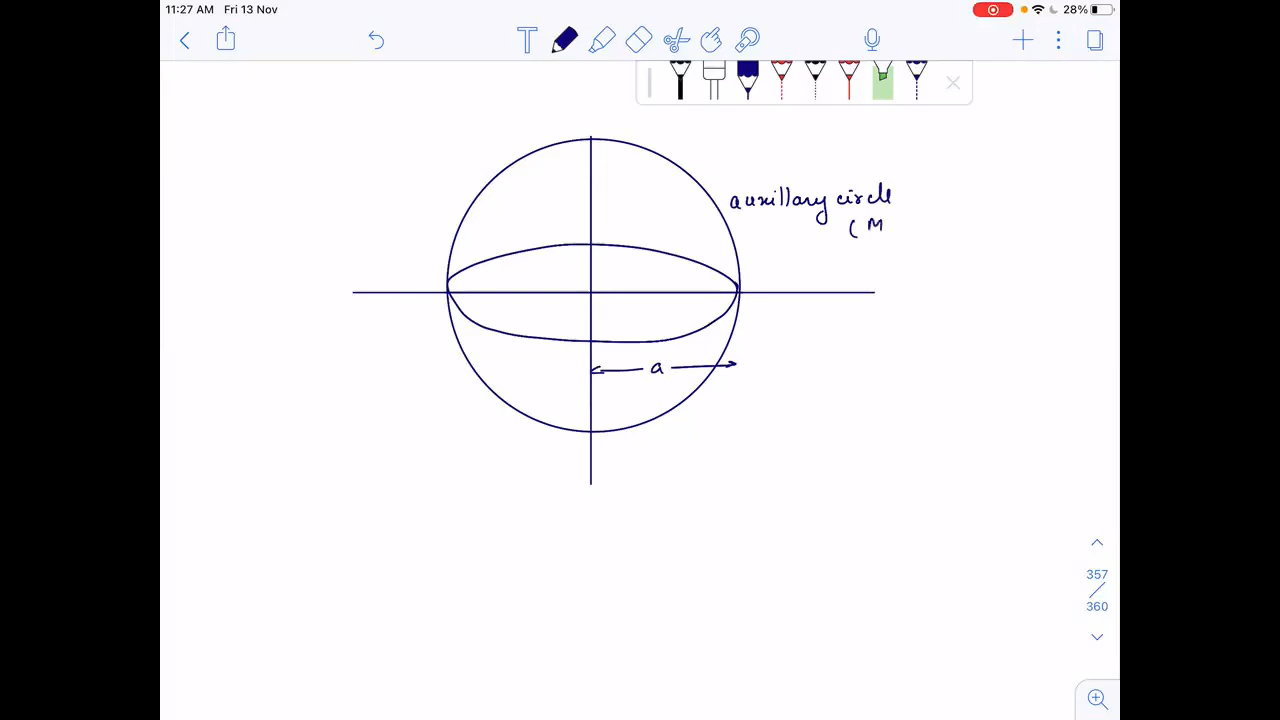 11:27 AM Fri 13 Nov
28%
T
auxillary circle
( M
a
357
360